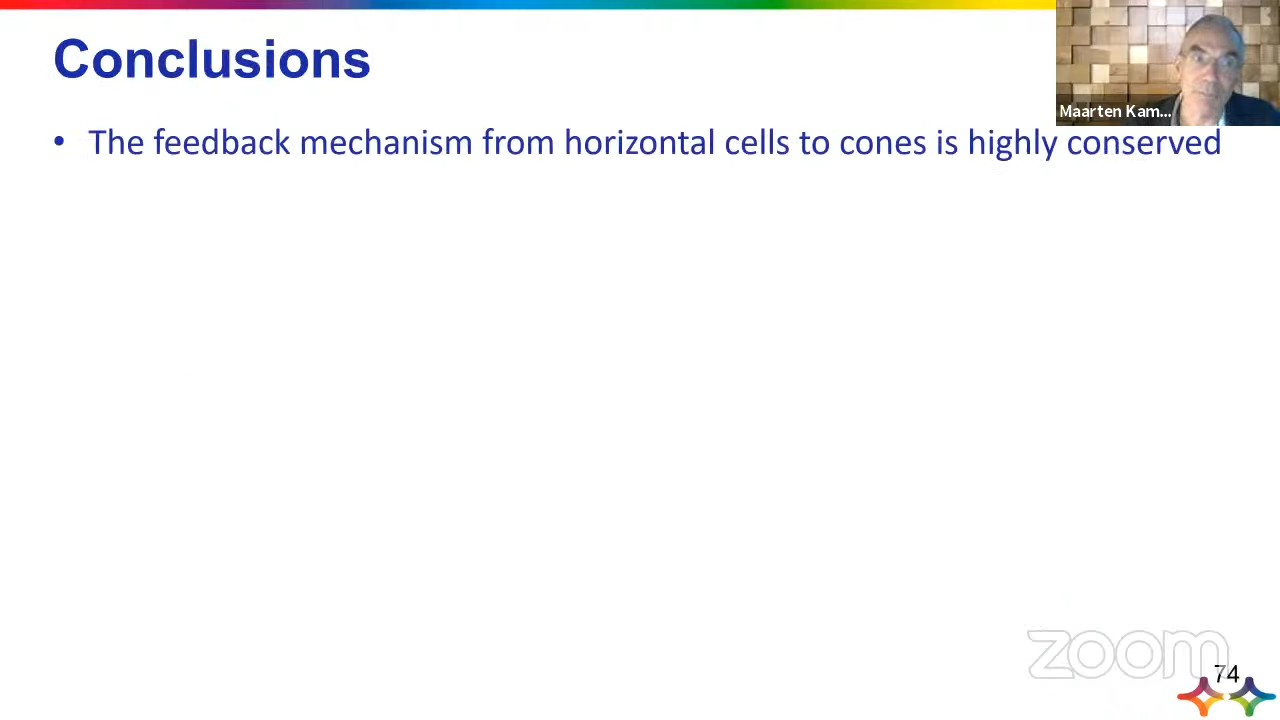 Conclusions
Maarten Kam...
• The feedback mechanism from horizontal cells to cones is highly conserved
zoom
74